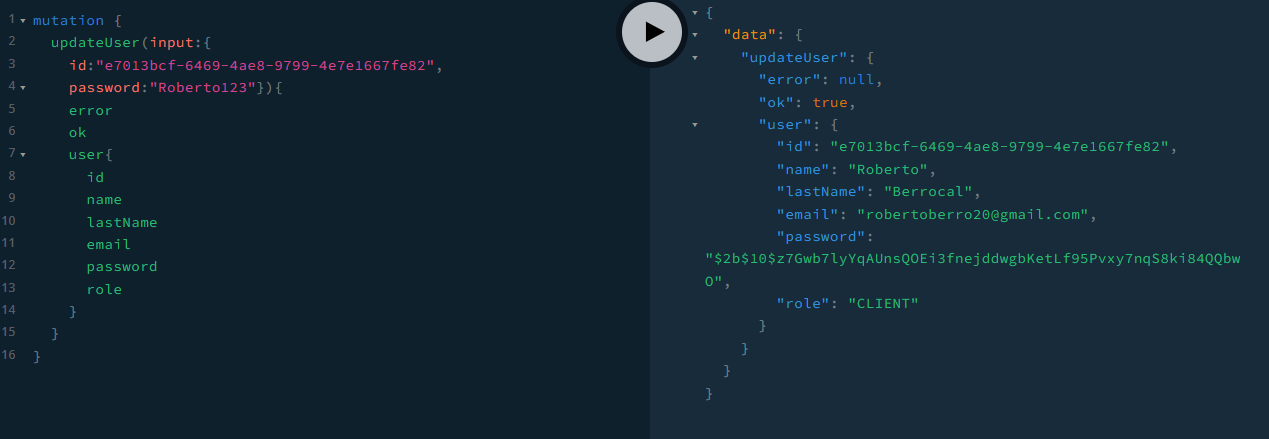 1 mutation {
2 updateUser(input:{
3 id:"e7013bcf-6469-4ae8-9799-4e7e1667fe82",
4 password:"Roberto123"}){
5 error
6 ok
7 user{
8 id
9 name
10 lastName
11 email
12 password
13 role
14 }
15 }
16 }
{
"data": {
"updateUser": {
"error": null,
"ok": true,
"user": {
"id": "e7013bcf-6469-4ae8-9799-4e7e1667fe82",
"name": "Roberto",
"lastName": "Berrocal",
"email": "robertoberro20@gmail.com",
"password":
"$2b$10$z7Gwb7lyYqAUnsQOEi3fnejddwgbKetLf95Pvxy7nqS8ki84QQbw
O",
"role": "CLIENT"
}
}
}
}